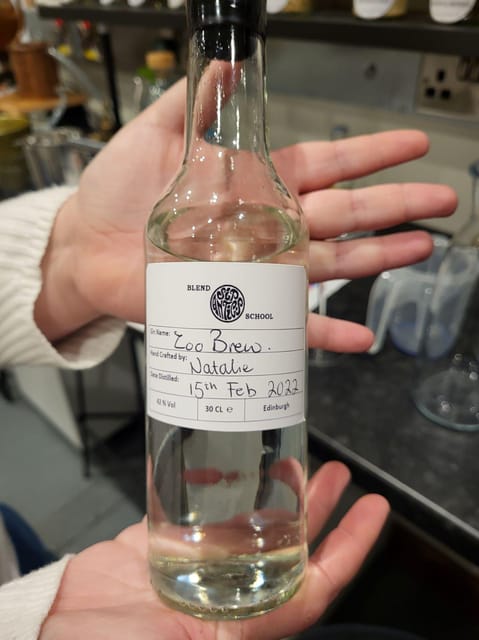 BLEND
SCHOOL
Gin Name: Zoo Brew.
Hand Crafted by: Natalie
Date Distilled: 15th Feb 2022
43 % Vol 30 CL e Edinburgh